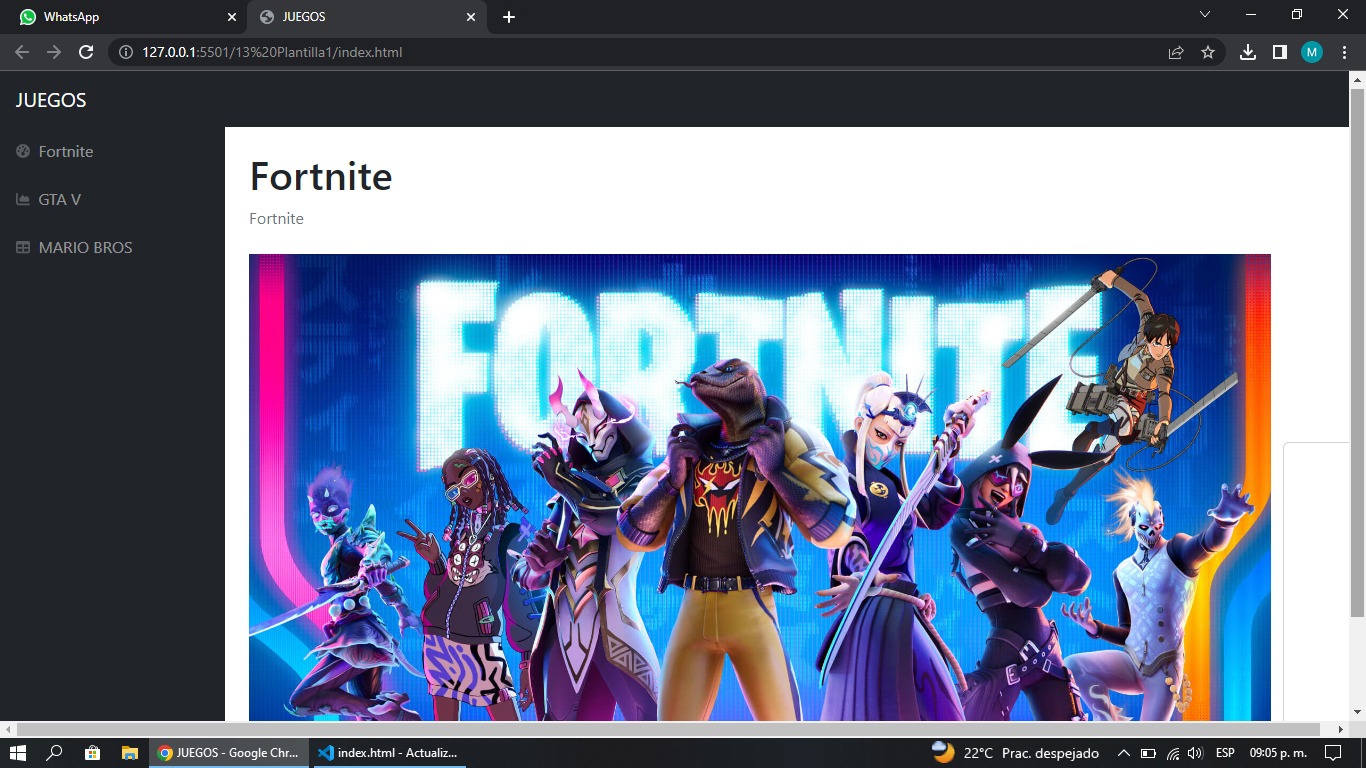 WhatsApp
JUEGOS
127.0.0.1:5501/13%20Plantilla1/index.html
M
JUEGOS
Fortnite
GTA V
MARIO BROS
Fortnite
Fortnite
FORTNITE
JUEGOS - Google Chr...
index.html - Actualiz...
22°C Prac. despejado
ESP
09:05 p. m.